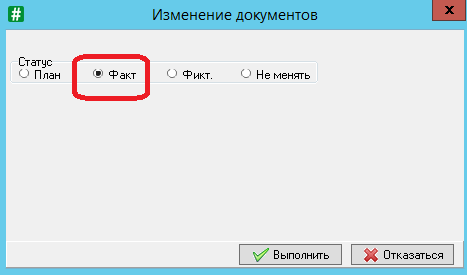 # Изменение документов x
Статус
План Факт Фикт. Не менять
Выполнить Отказаться